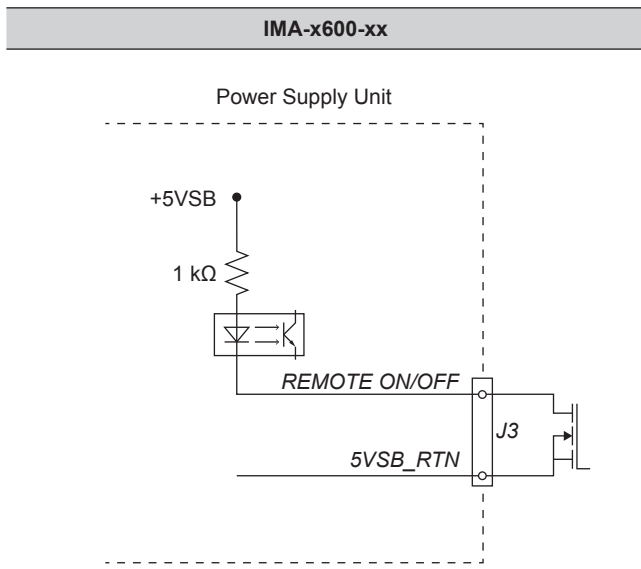 IMA-x600-xx
Power Supply Unit
+5VSB
1 kΩ
REMOTE ON/OFF
J3
5VSB_RTN